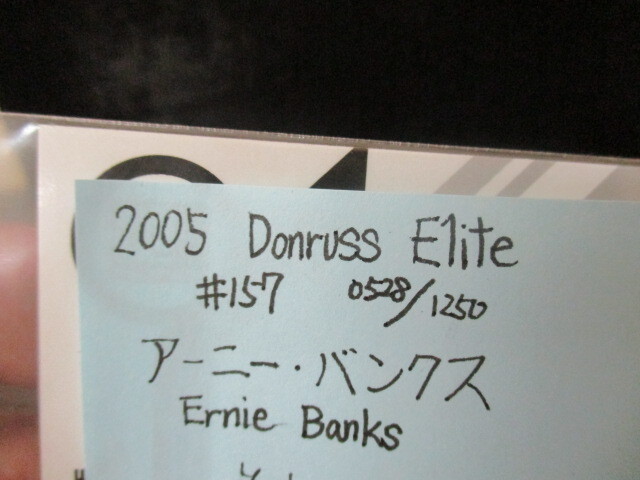 2005 Donruss Elite
#157 0528/1250
アーニー・バンクス
Ernie Banks